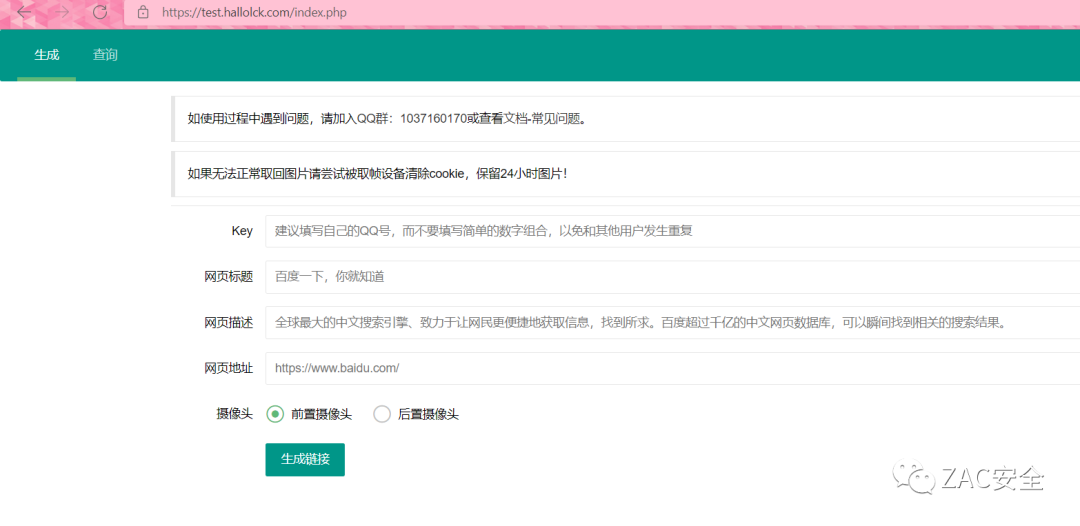 https://test.hallolck.com/index.php
生成 查询
如使用过程中遇到问题，请加入QQ群：1037160170或查看文档-常见问题。
如果无法正常取回图片请尝试被取帧设备清除cookie，保留24小时图片！
Key 建议填写自己的QQ号，而不要填写简单的数字组合，以免和其他用户发生重复
网页标题 百度一下，你就知道
网页描述 全球最大的中文搜索引擎、致力于让网民更便捷地获取信息，找到所求。百度超过千亿的中文网页数据库，可以瞬间找到相关的搜索结果。
网页地址 https://www.baidu.com/
摄像头 前置摄像头 后置摄像头
生成链接
ZAC安全